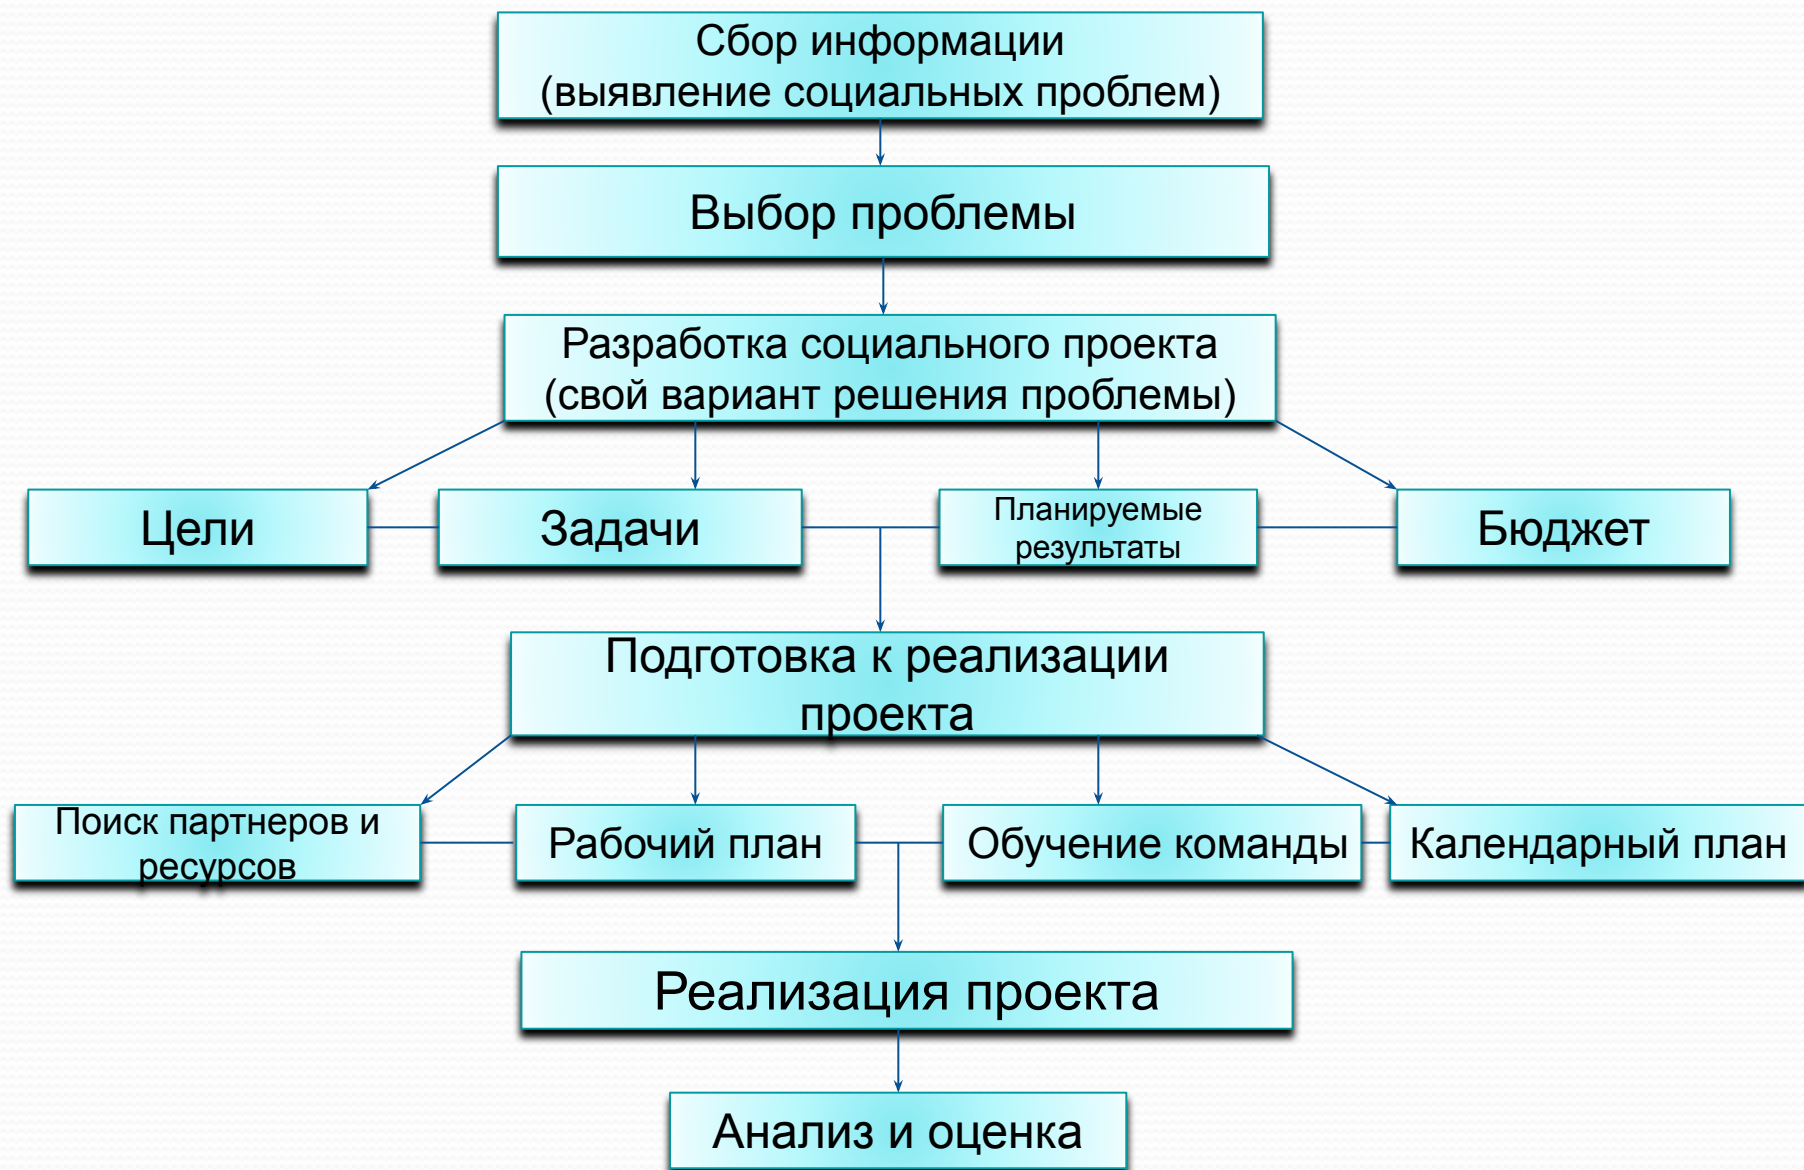 Сбор информации
(выявление социальных проблем)
Выбор проблемы
Разработка социального проекта
(свой вариант решения проблемы)
Цели
Задачи
Планируемые
результаты
Бюджет
Подготовка к реализации
проекта
Поиск партнеров и
ресурсов
Рабочий план
Обучение команды
Календарный план
Реализация проекта
Анализ и оценка